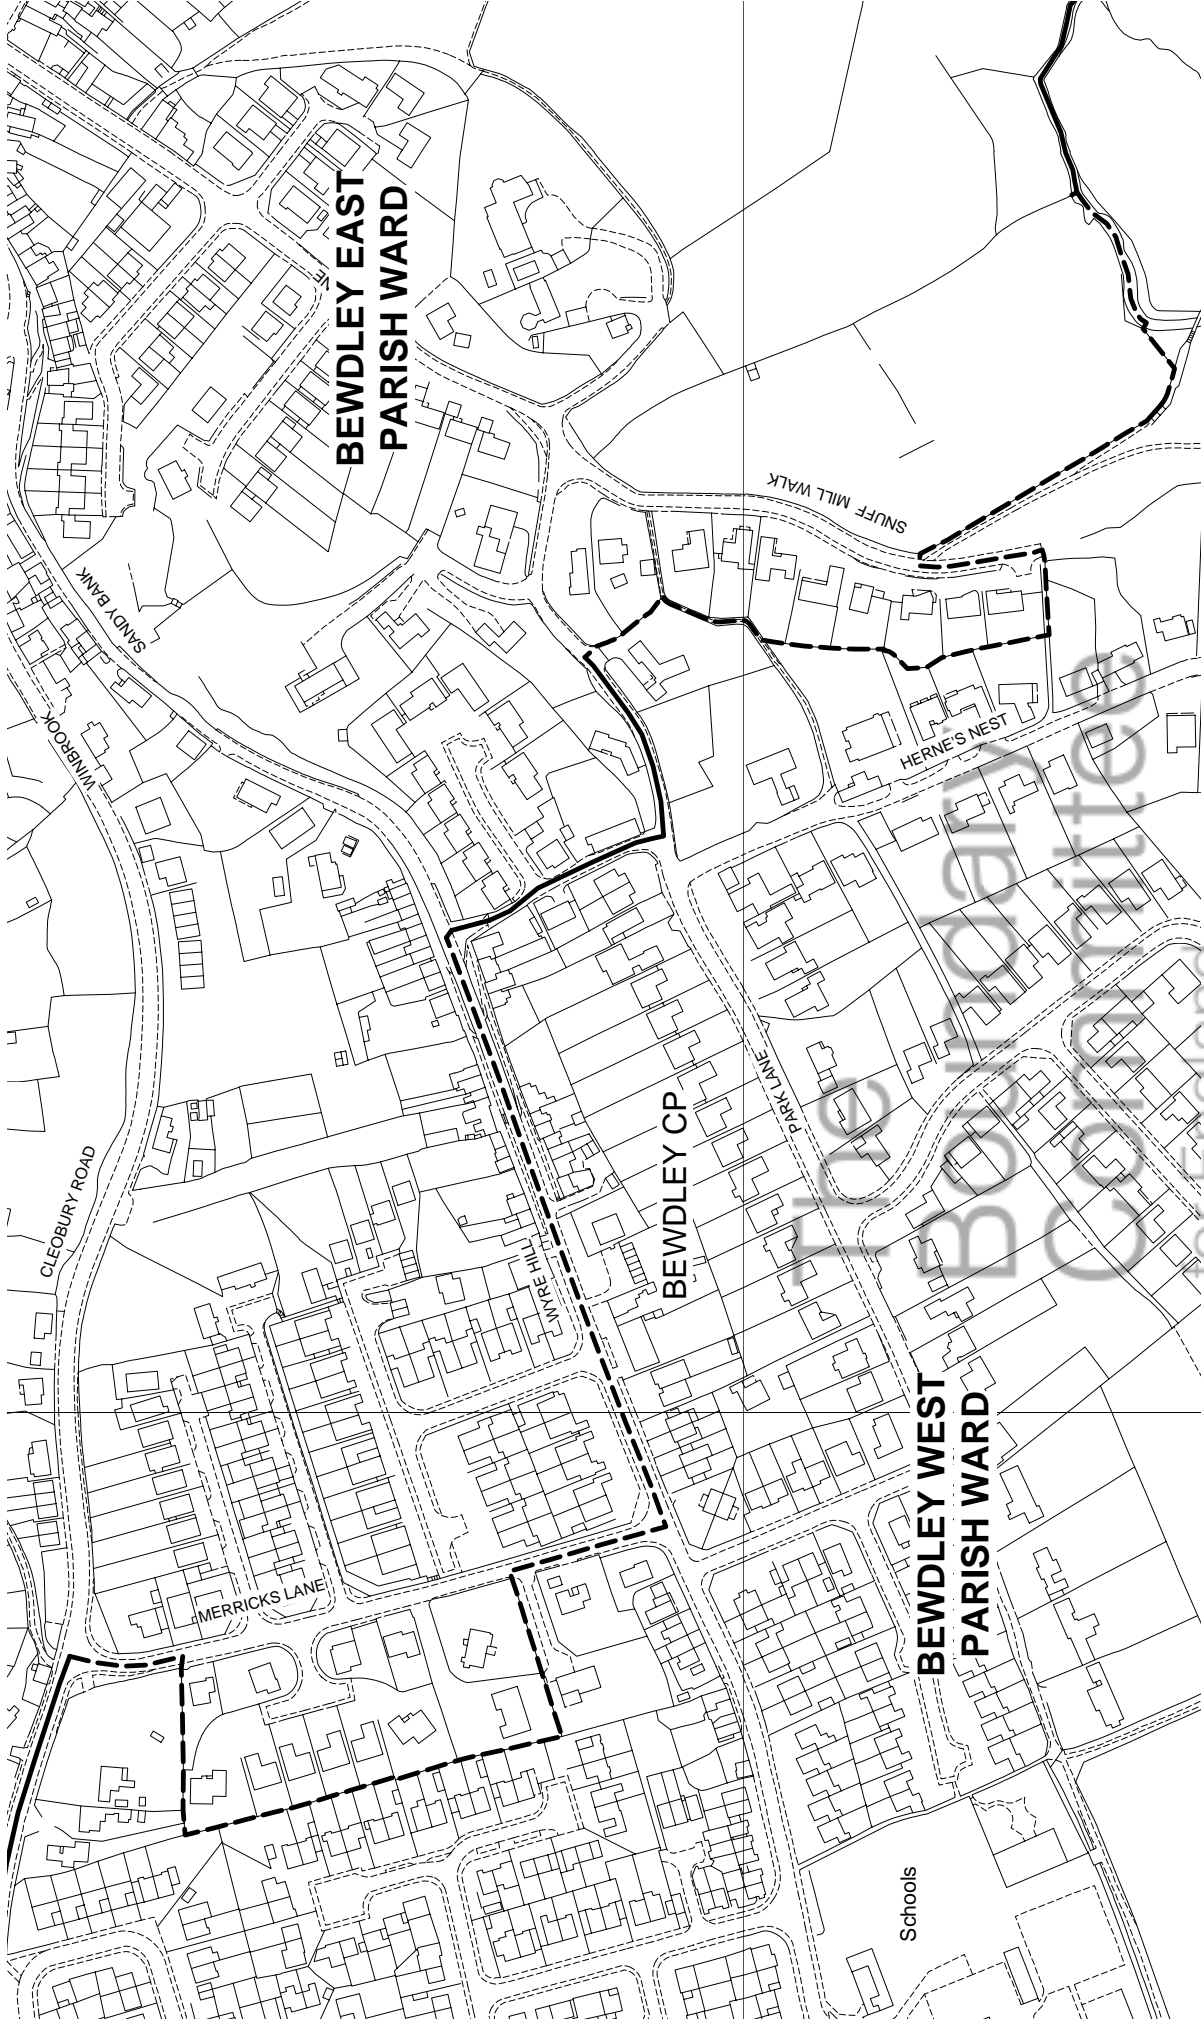 BEWDLEY EAST
PARISH WARD
SNUFF MILL WALK
SANDY BANK
WINBROOK
HERNE'S NEST
CLEOBURY ROAD
PARK LANE
BEWDLEY CP
WYRE HILL
MERRICKS LANE
BEWDLEY WEST
PARISH WARD
Schools
The
Boundary
Committee